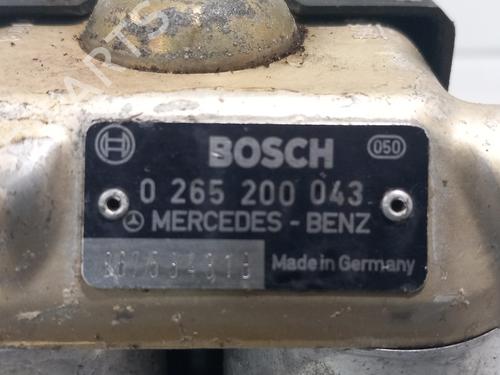 BOSCH
050
0 265 200 043
MERCEDES - BENZ
Made in Germany